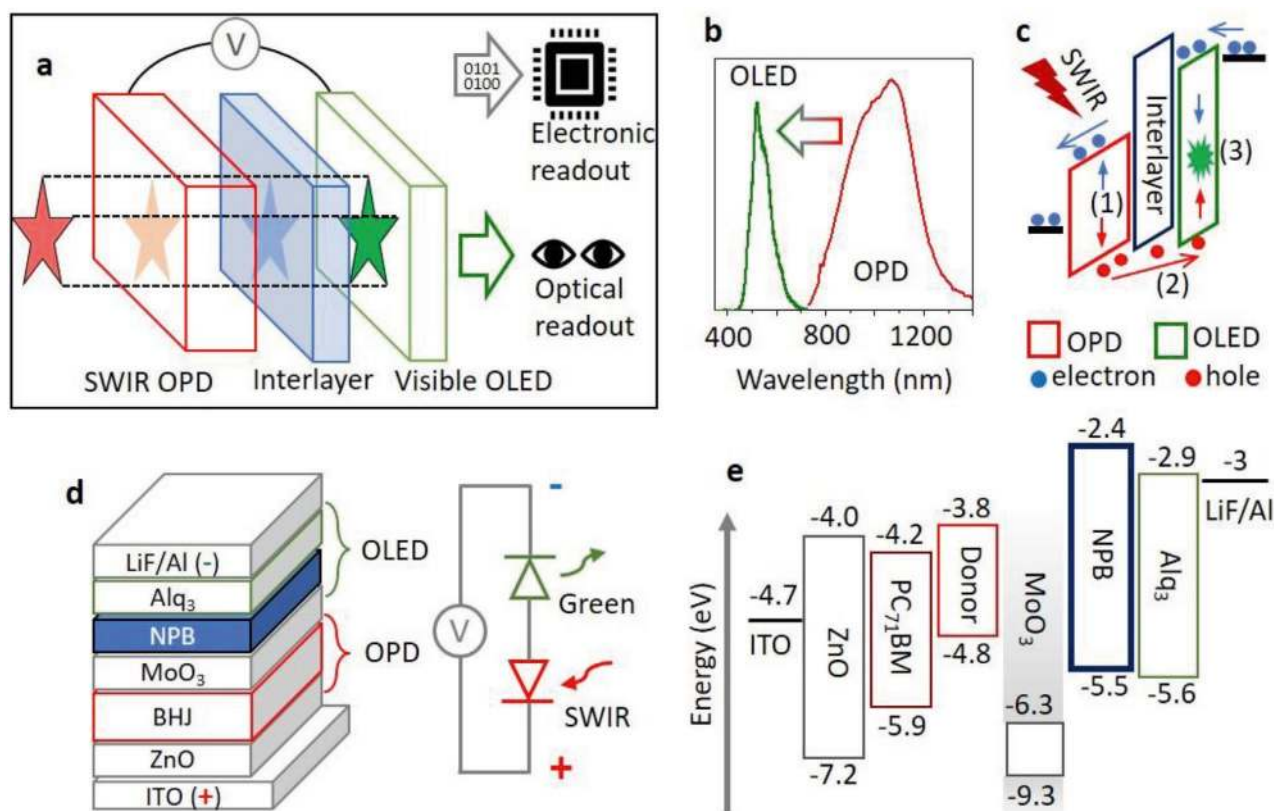 a
V
0101
0100
Electronic
readout
Optical
readout
SWIR OPD
Interlayer
Visible OLED
b
OLED
OPD
400
800
1200
Wavelength (nm)
c
SWIR
Interlayer
(1)
(2)
(3)
OPD
OLED
electron
hole
d
LiF/Al (-)
Alq₃
NPB
MoO₃
BHJ
ZnO
ITO (+)
OLED
OPD
V
-
Green
SWIR
+
e
Energy (eV)
-4.7
ITO
-4.0
ZnO
-7.2
-4.2
PC₇₁BM
-5.9
-3.8
Donor
-4.8
MoO₃
-6.3
-9.3
-2.4
NPB
-5.5
-2.9
Alq₃
-5.6
-3
LiF/Al